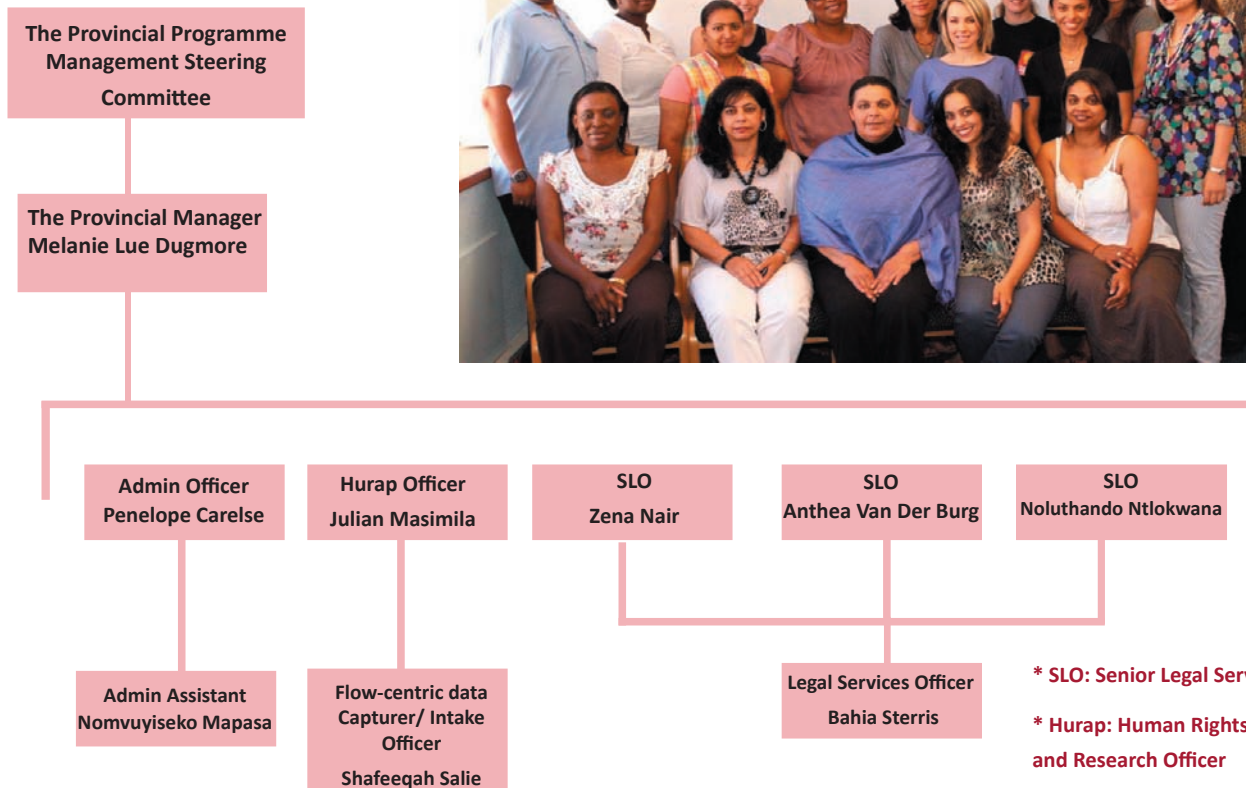 The Provincial Programme
Management Steering
Committee
The Provincial Manager
Melanie Lue Dugmore
Admin Officer
Penelope Carelse
Hurap Officer
Julian Masimila
SLO
Zena Nair
SLO
Anthea Van Der Burg
SLO
Noluthando Ntlokwana
Admin Assistant
Nomvuyiseko Mapasa
Flow-centric data
Capturer/ Intake
Officer
Shafeeqah Salie
Legal Services Officer
Bahia Sterris
* SLO: Senior Legal
* Hurap: Human Rights
and Research Officer